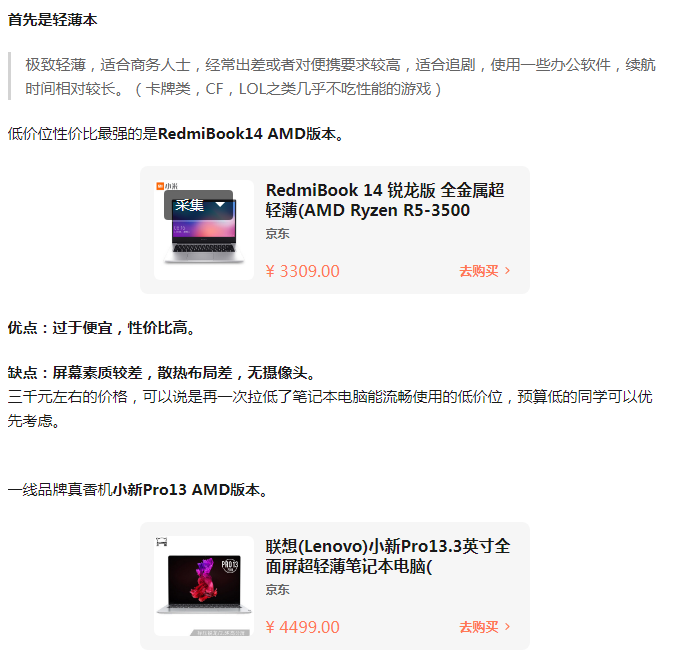 首先是轻薄本
极致轻薄，适合商务人士，经常出差或者对便携要求较高，适合追剧，使用一些办公软件，续航
时间相对较长。（卡牌类，CF，LOL之类几乎不吃性能的游戏）
低价位性价比最强的是RedmiBook14 AMD版本。
小米
采集
RedmiBook 14 锐龙版 全金属超
轻薄(AMD Ryzen R5-3500
京东
¥ 3309.00
去购买 >
优点：过于便宜，性价比高。
缺点：屏幕素质较差，散热布局差，无摄像头。
三千元左右的价格，可以说是再一次拉低了笔记本电脑能流畅使用的低价位，预算低的同学可以优
先考虑。
一线品牌真香机小新Pro13 AMD版本。
PRO 13
联想(Lenovo)小新Pro13.3英寸全
面屏超轻薄笔记本电脑(
京东
¥ 4499.00
去购买 >